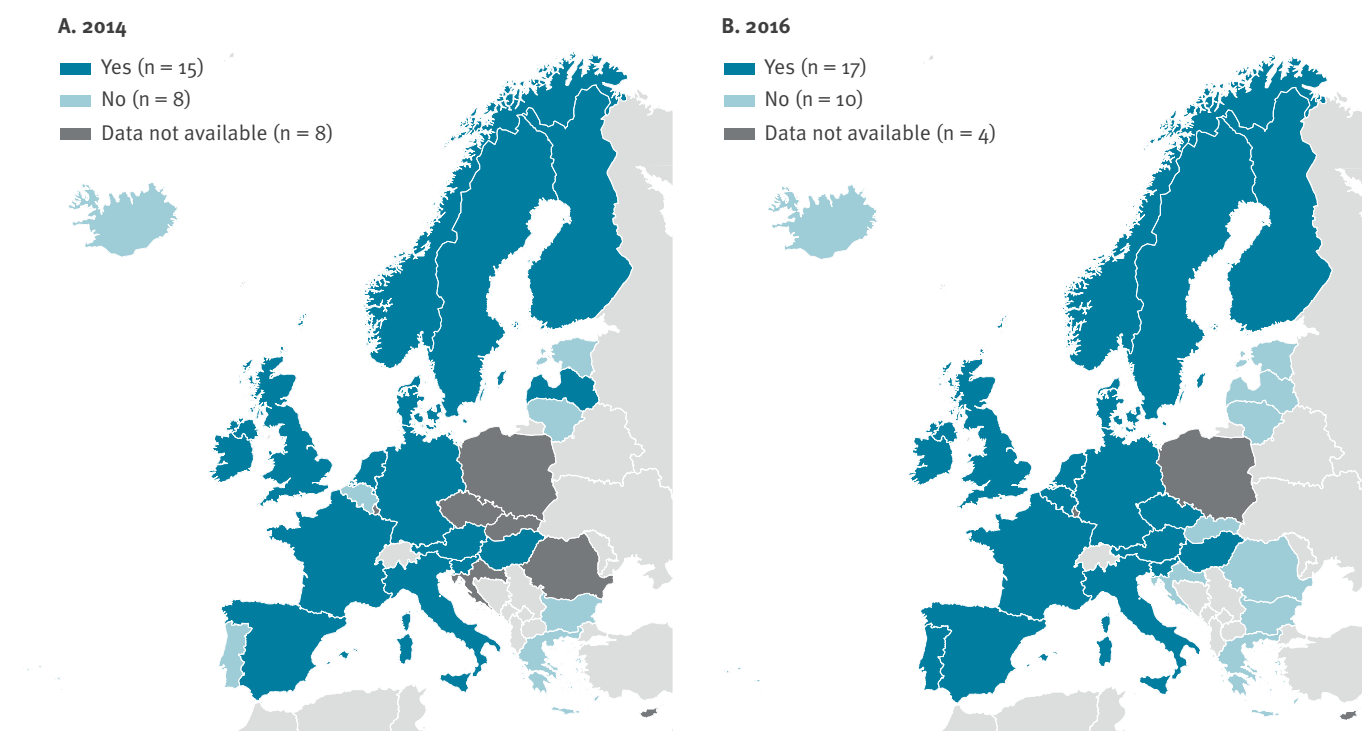 A. 2014
Yes (n = 15)
No (n = 8)
Data not available (n = 8)
B. 2016
Yes (n = 17)
No (n = 10)
Data not available (n = 4)